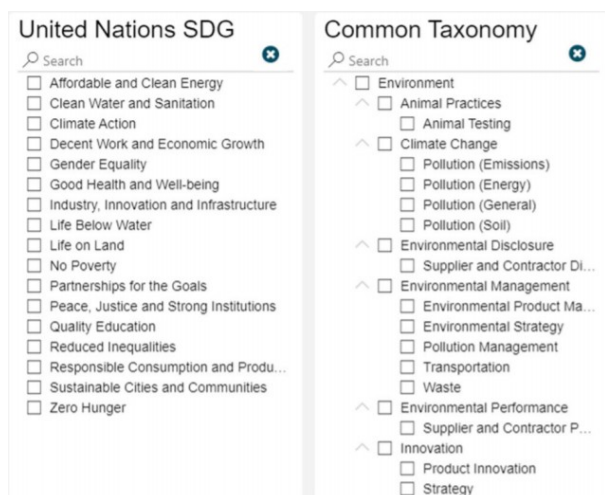 United Nations SDG
Search
Affordable and Clean Energy
Clean Water and Sanitation
Climate Action
Decent Work and Economic Growth
Gender Equality
Good Health and Well-being
Industry, Innovation and Infrastructure
Life Below Water
Life on Land
No Poverty
Partnerships for the Goals
Peace, Justice and Strong Institutions
Quality Education
Reduced Inequalities
Responsible Consumption and Produ...
Sustainable Cities and Communities
Zero Hunger
Common Taxonomy
Search
Environment
Animal Practices
Animal Testing
Climate Change
Pollution (Emissions)
Pollution (Energy)
Pollution (General)
Pollution (Soil)
Environmental Disclosure
Supplier and Contractor Di...
Environmental Management
Environmental Product Ma...
Environmental Strategy
Pollution Management
Transportation
Waste
Environmental Performance
Supplier and Contractor P...
Innovation
Product Innovation
Strategy